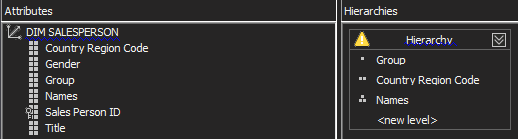 Attributes
DIM SALESPERSON
Country Region Code
Gender
Group
Names
Sales Person ID
Title
Hierarchies
Hierarchy
Group
Country Region Code
Names
<new level>